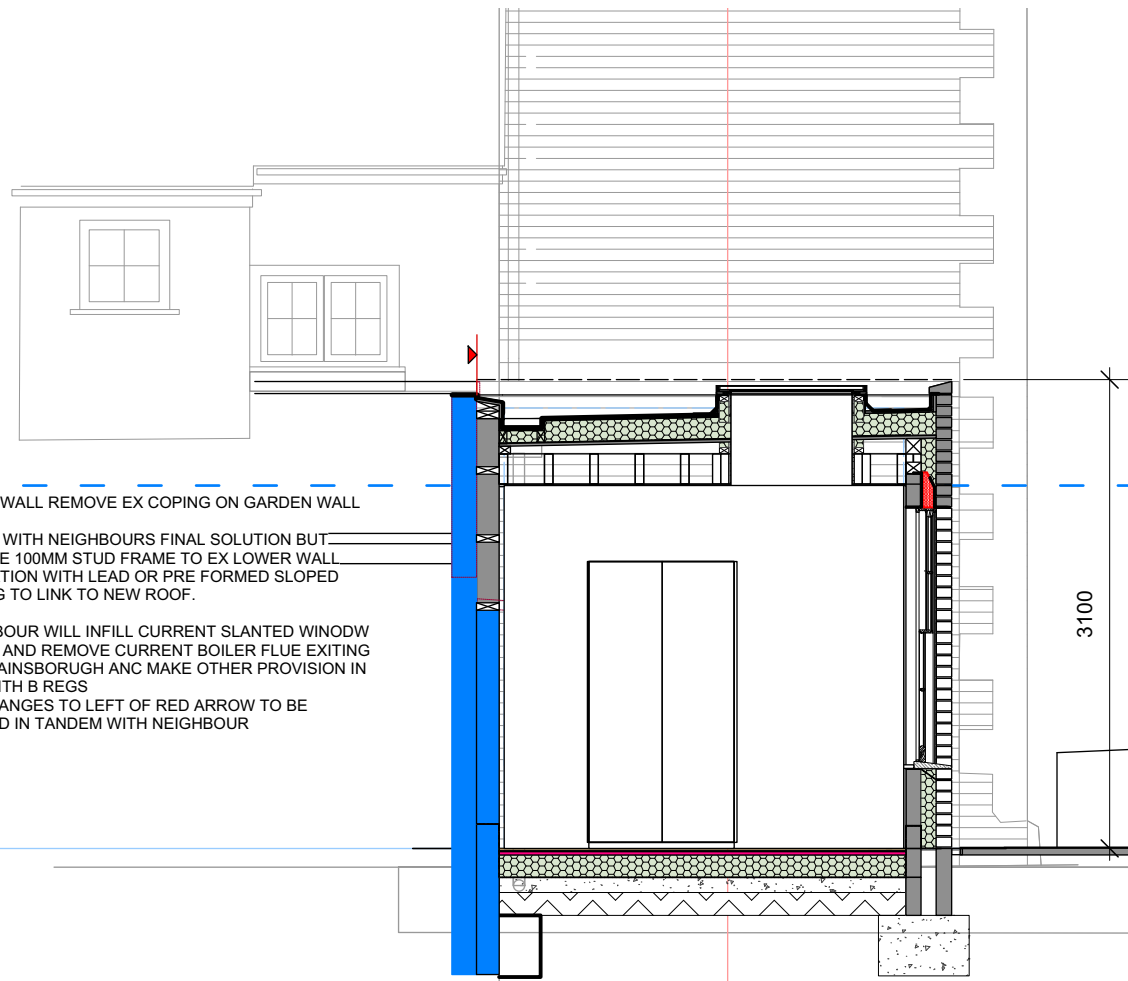 WALL REMOVE EX COPING ON GARDEN WALL
WITH NEIGHBOURS FINAL SOLUTION BUT
E 100MM STUD FRAME TO EX LOWER WALL
TION WITH LEAD OR PRE FORMED SLOPED
G TO LINK TO NEW ROOF.
BOUR WILL INFILL CURRENT SLANTED WINODW
AND REMOVE CURRENT BOILER FLUE EXITING
AINSBORUGH ANC MAKE OTHER PROVISION IN
TH B REGS
ANGES TO LEFT OF RED ARROW TO BE
D IN TANDEM WITH NEIGHBOUR
3100